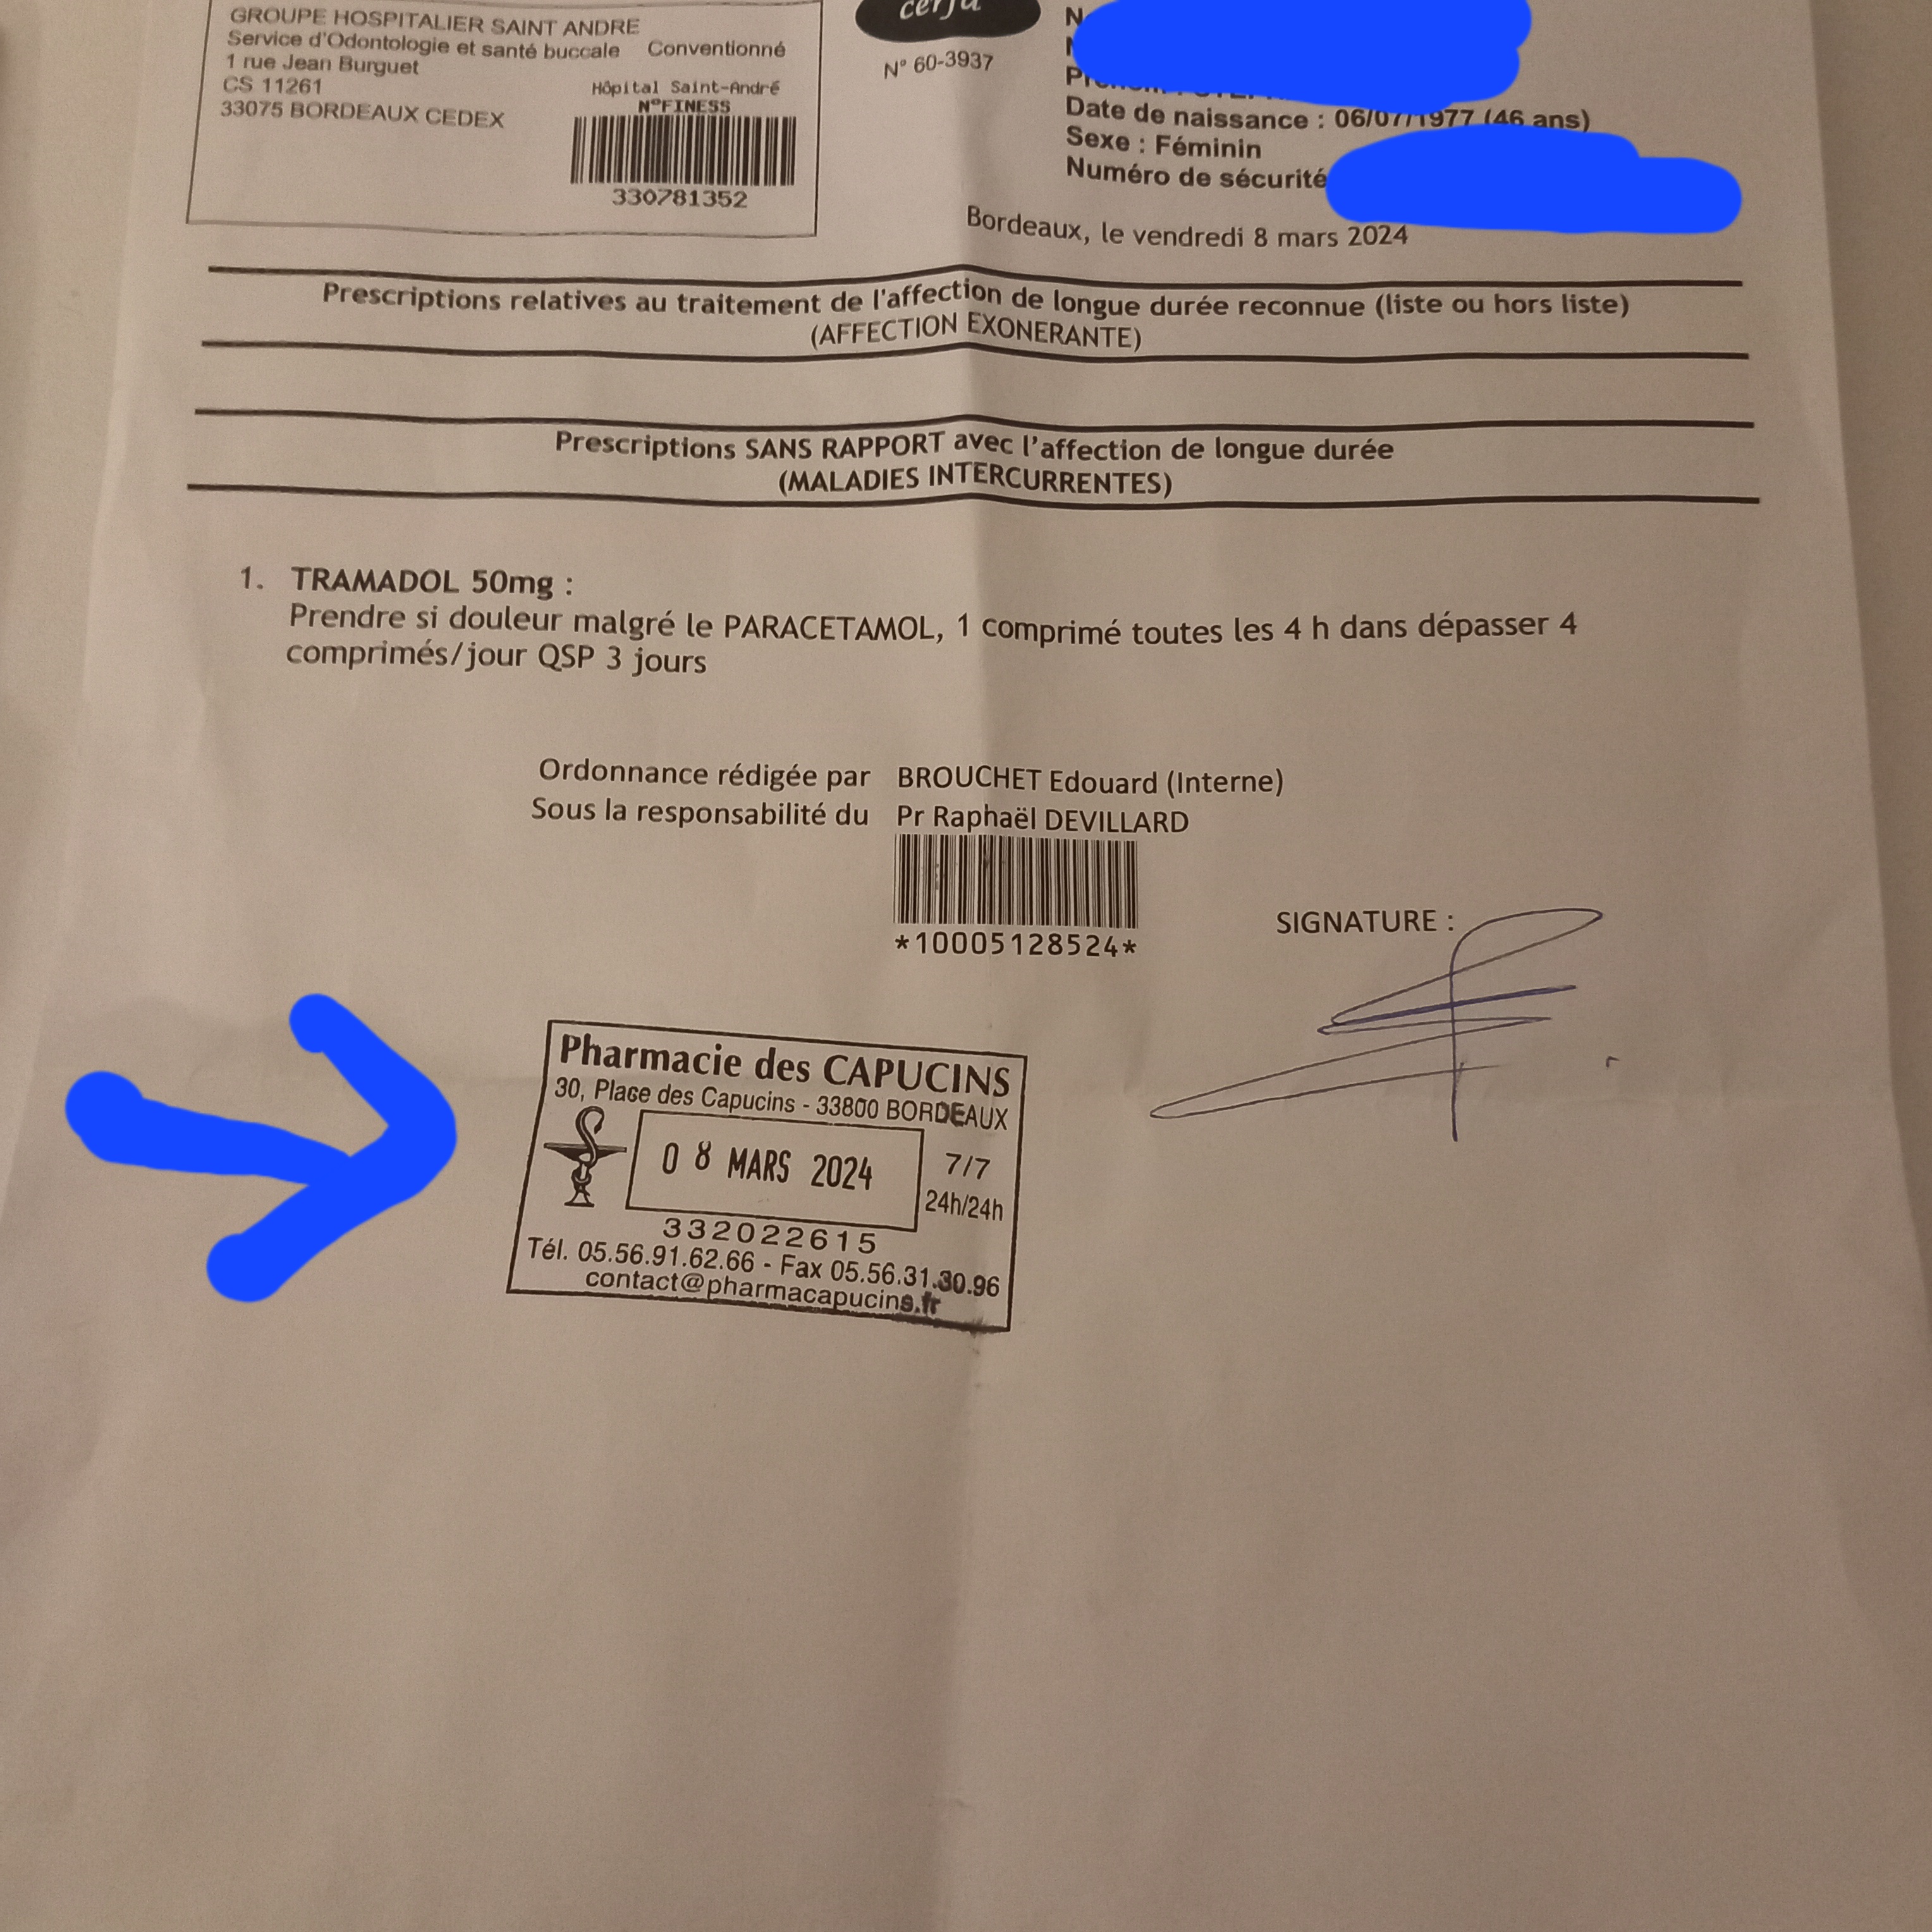 GROUPE HOSPITALIER SAINT ANDRE
Service d'Odontologie et santé buccale Conventionné
1 rue Jean Burguet
CS 11261
33075 BORDEAUX CEDEX
Hôpital Saint-André
N°FINESS
330781352
cerfa
N° 60-3937
Date de naissance : 06/07/1977 (46 ans)
Sexe : Féminin
Numéro de sécurité
Bordeaux, le vendredi 8 mars 2024
Prescriptions relatives au traitement de l'affection de longue durée reconnue (liste ou hors liste)
(AFFECTION EXONERANTE)
Prescriptions SANS RAPPORT avec l'affection de longue durée
(MALADIES INTERCURRENTES)
1. TRAMADOL 50mg :
Prendre si douleur malgré le PARACETAMOL, 1 comprimé toutes les 4 h dans dépasser 4
comprimés/jour QSP 3 jours
Ordonnance rédigée par BROUCHET Edouard (Interne)
Sous la responsabilité du Pr Raphaël DEVILLARD
*10005128524*
SIGNATURE :
Pharmacie des CAPUCINS
30, Place des Capucins - 33800 BORDEAUX
08 MARS 2024
7/7
24h/24h
332022615
Tél. 05.56.91.62.66 - Fax 05.56.31.30.96
contact@pharmacapucins.fr